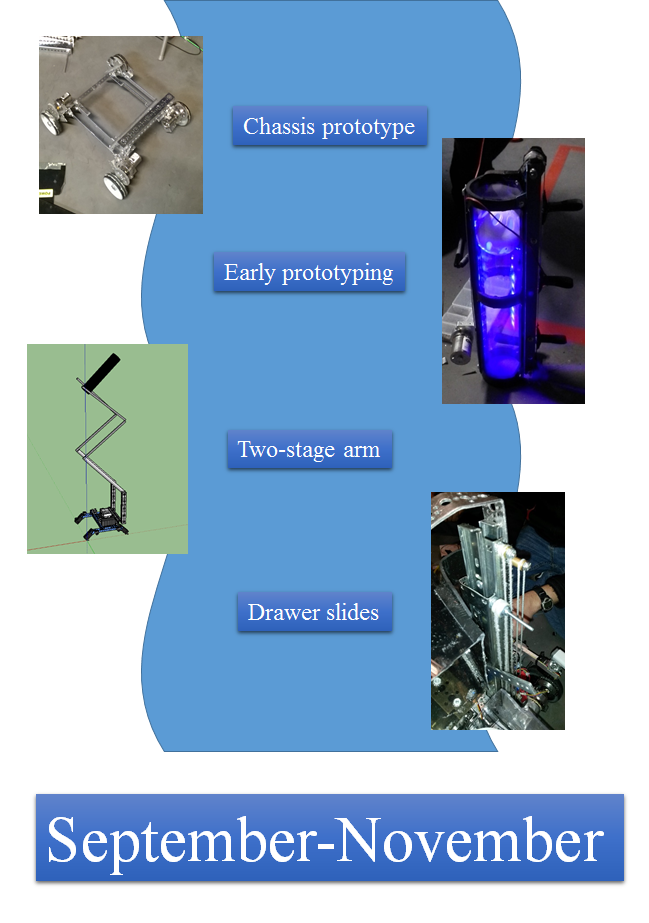 Chassis prototype
Early prototyping
Two-stage arm
Drawer slides
September-November